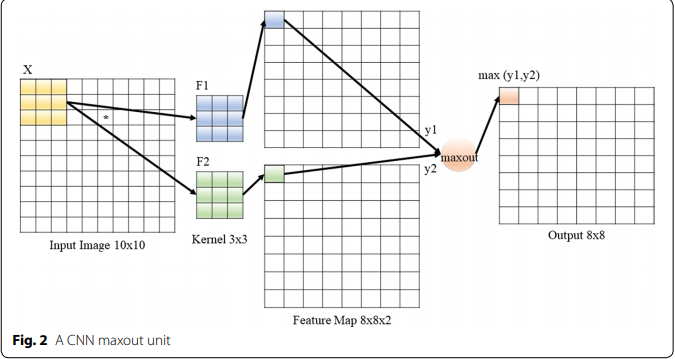 X
*
F1
F2
Input Image 10x10
Kernel 3x3
y1
y2
maxout
max (y1,y2)
Feature Map 8x8x2
Output 8x8
Fig. 2 A CNN maxout unit